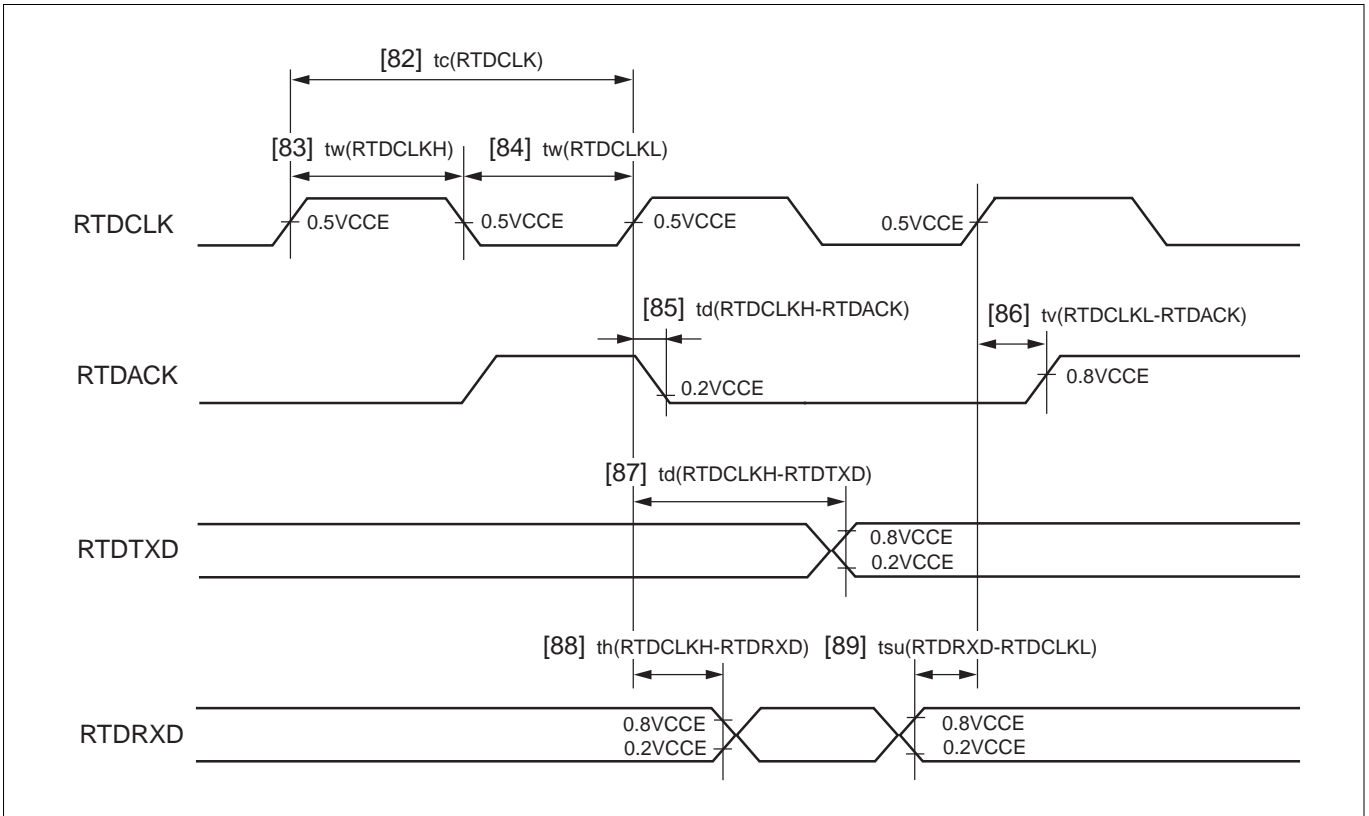 [82] tc(RTDCLK)
[83] tw(RTDCLKH) [84] tw(RTDCLKL)
RTDCLK 0.5VCCE 0.5VCCE 0.5VCCE 0.5VCCE
[85] td(RTDCLKH-RTDACK) [86] tv(RTDCLKL-RTDACK)
RTDACK 0.2VCCE 0.8VCCE
[87] td(RTDCLKH-RTDTXD)
RTDTXD 0.8VCCE
0.2VCCE
[88] th(RTDCLKH-RTDRXD) [89] tsu(RTDRXD-RTDCLKL)
RTDRXD 0.8VCCE 0.8VCCE
0.2VCCE 0.2VCCE